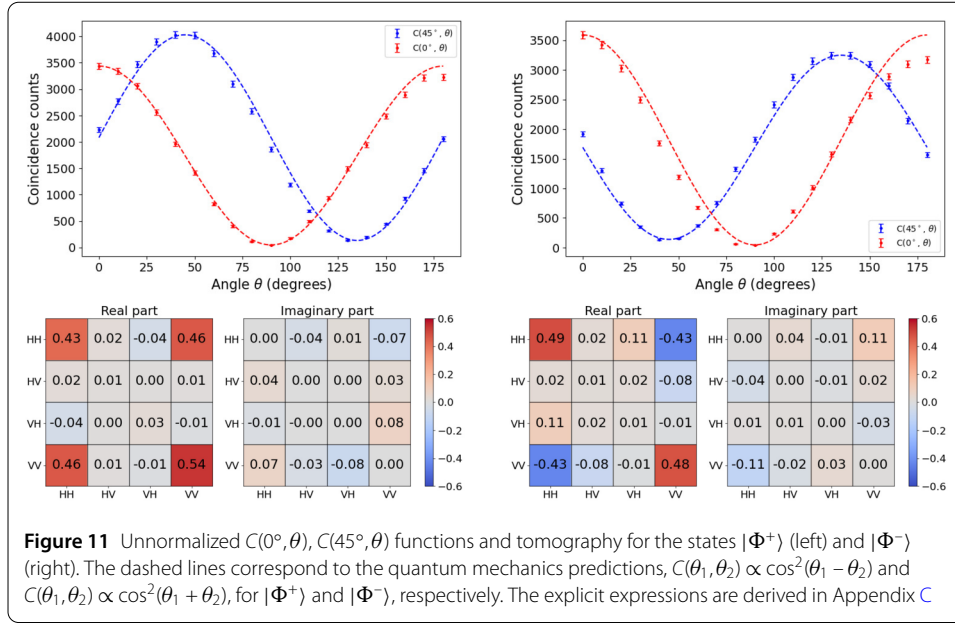 C(45°, θ)
C(0°, θ)
Coincidence counts
4000
3500
3000
2500
2000
1500
1000
500
0
0 25 50 75 100 125 150 175
Angle θ (degrees)
C(45°, θ)
C(0°, θ)
Coincidence counts
3500
3000
2500
2000
1500
1000
500
0
0 25 50 75 100 125 150 175
Angle θ (degrees)
Real part
HH 0.43 0.02 -0.04 0.46
HV 0.02 0.01 0.00 0.01
VH -0.04 0.00 0.03 -0.01
VV 0.46 0.01 -0.01 0.54
HH HV VH VV
Imaginary part
0.00 -0.04 0.01 -0.07
0.04 0.00 0.00 0.03
-0.01 -0.00 0.00 0.08
0.07 -0.03 -0.08 0.00
HH HV VH VV
0.6
0.4
0.2
0.0
−0.2
−0.4
−0.6
Real part
HH 0.49 0.02 0.11 -0.43
HV 0.02 0.01 0.02 -0.08
VH 0.11 0.02 0.01 -0.01
VV -0.43 -0.08 -0.01 0.48
HH HV VH VV
Imaginary part
HH 0.00 0.04 -0.01 0.11
HV -0.04 0.00 -0.01 0.02
VH 0.01 0.01 0.00 -0.03
VV -0.11 -0.02 0.03 0.00
HH HV VH VV
0.6
0.4
0.2
0.0
−0.2
−0.4
−0.6
Figure 11 Unnormalized C(0°,θ), C(45°,θ) functions and tomography for the states |Φ⁺⟩ (left) and |Φ⁻⟩
(right). The dashed lines correspond to the quantum mechanics predictions, C(θ₁,θ₂) ∝ cos²(θ₁ – θ₂) and
C(θ₁,θ₂) ∝ cos²(θ₁ + θ₂), for |Φ⁺⟩ and |Φ⁻⟩, respectively. The explicit expressions are derived in Appendix C